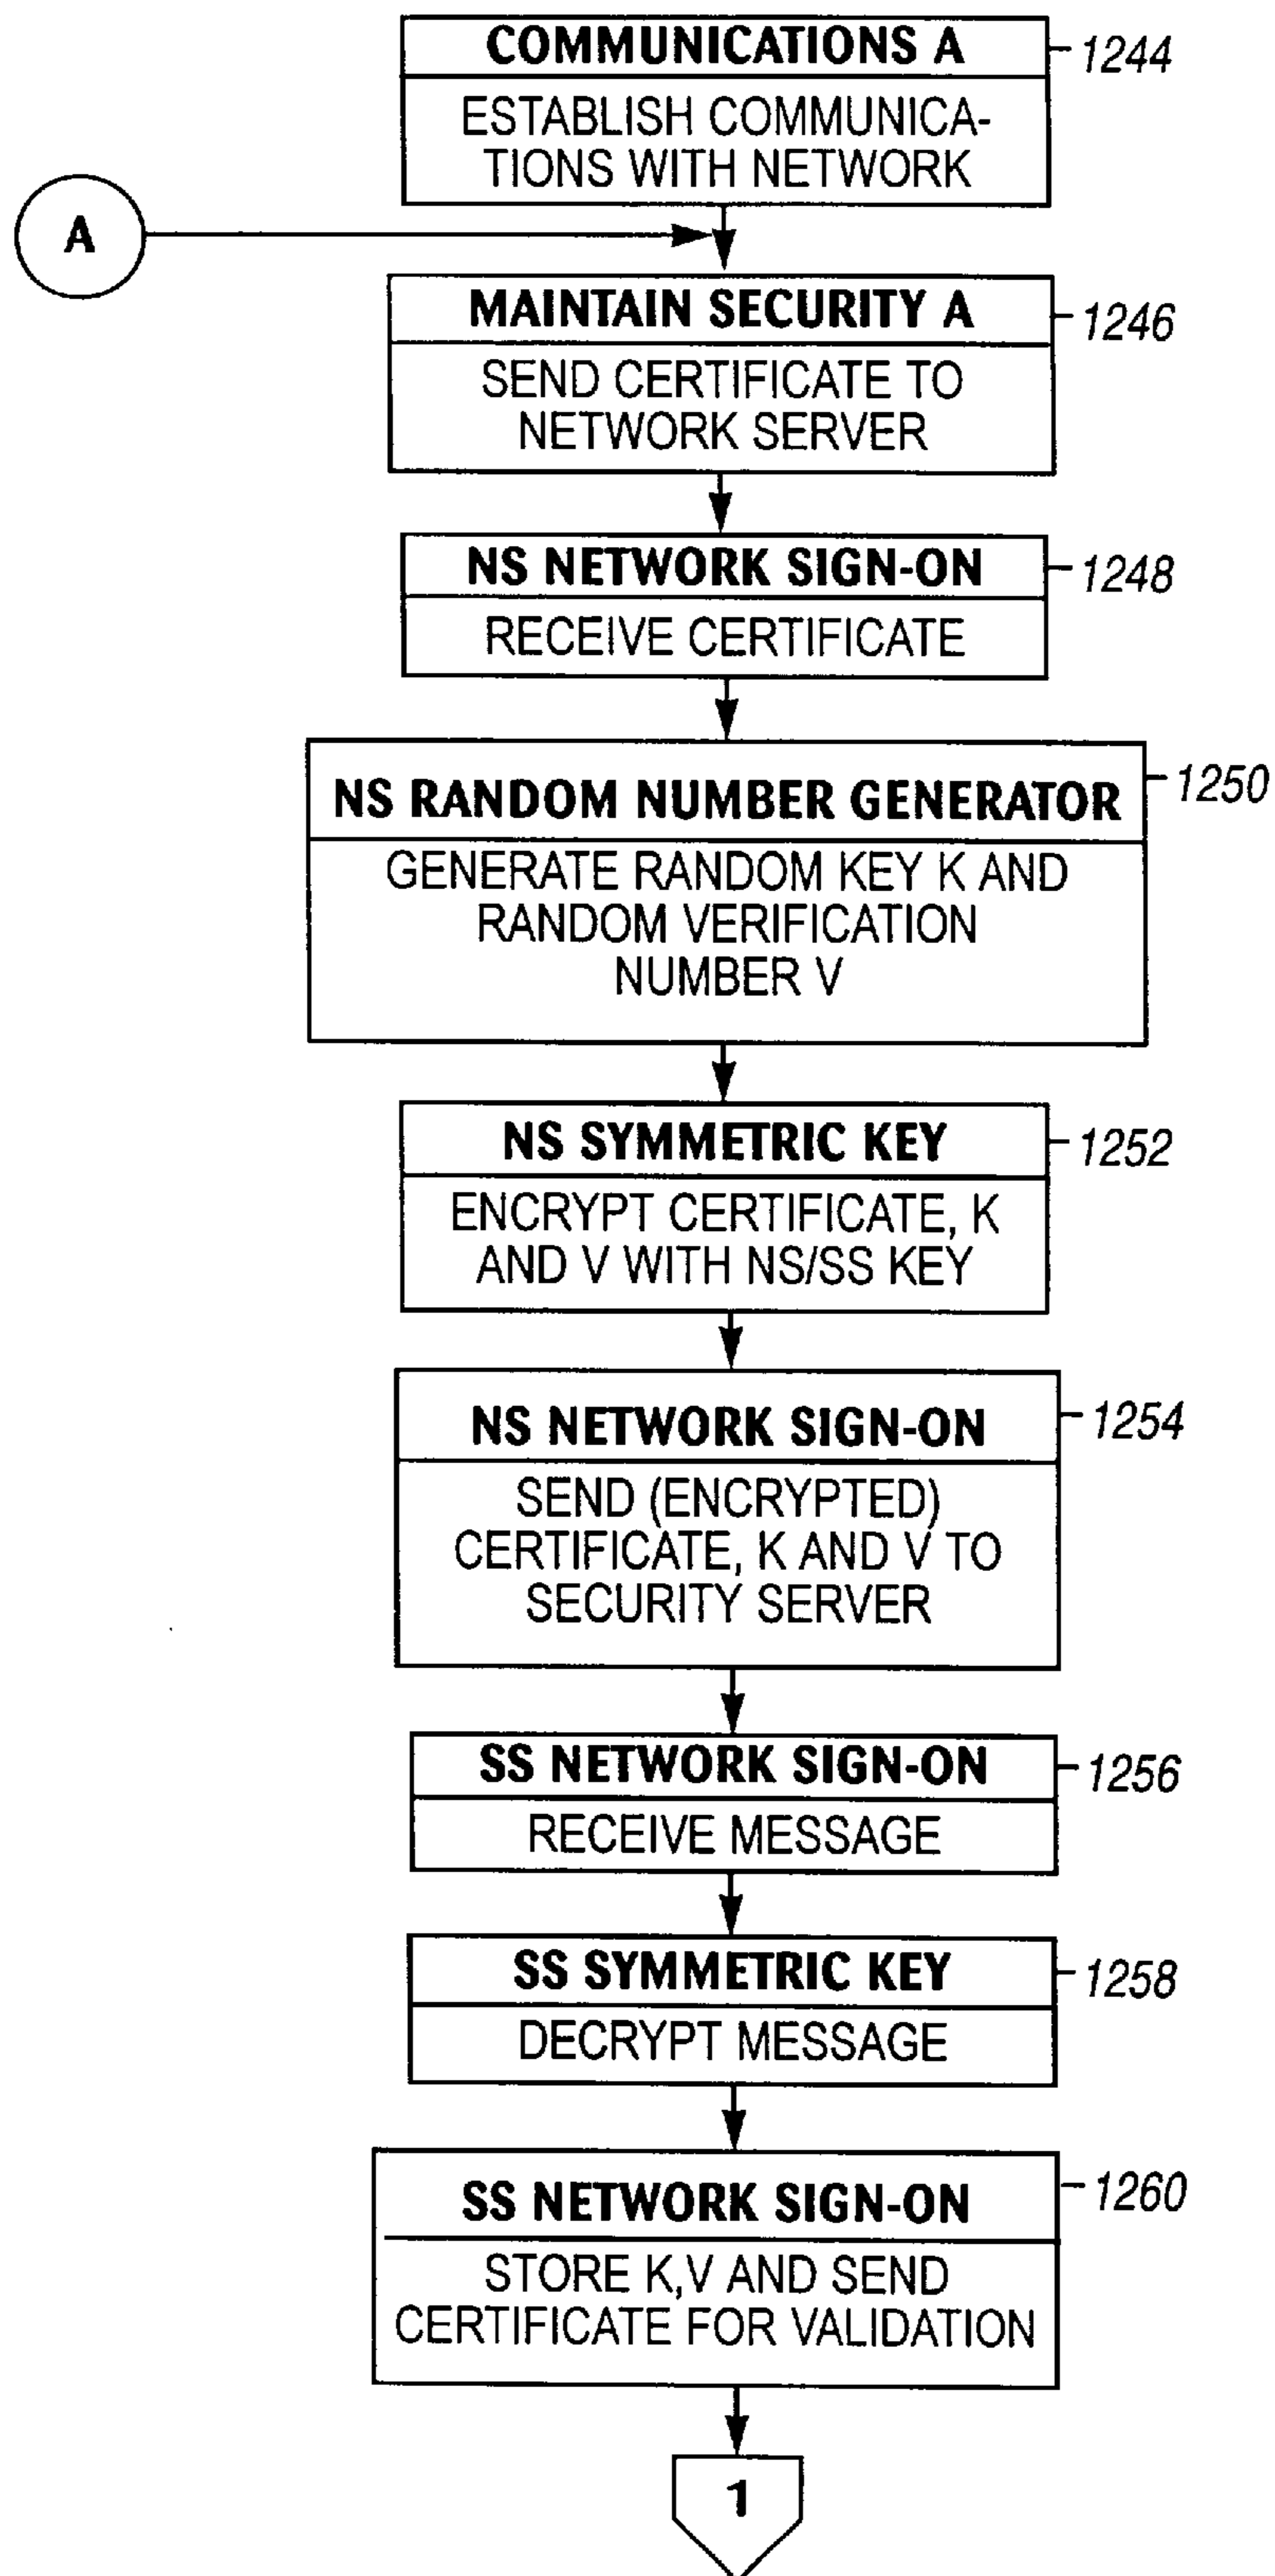 COMMUNICATIONS A
1244
ESTABLISH COMMUNICA-
TIONS WITH NETWORK
A
MAINTAIN SECURITY A
1246
SEND CERTIFICATE TO
NETWORK SERVER
NS NETWORK SIGN-ON
1248
RECEIVE CERTIFICATE
NS RANDOM NUMBER GENERATOR
1250
GENERATE RANDOM KEY K AND
RANDOM VERIFICATION
NUMBER V
NS SYMMETRIC KEY
1252
ENCRYPT CERTIFICATE, K
AND V WITH NS/SS KEY
NS NETWORK SIGN-ON
1254
SEND (ENCRYPTED)
CERTIFICATE, K AND V TO
SECURITY SERVER
SS NETWORK SIGN-ON
1256
RECEIVE MESSAGE
SS SYMMETRIC KEY
1258
DECRYPT MESSAGE
SS NETWORK SIGN-ON
1260
STORE K,V AND SEND
CERTIFICATE FOR VALIDATION
1